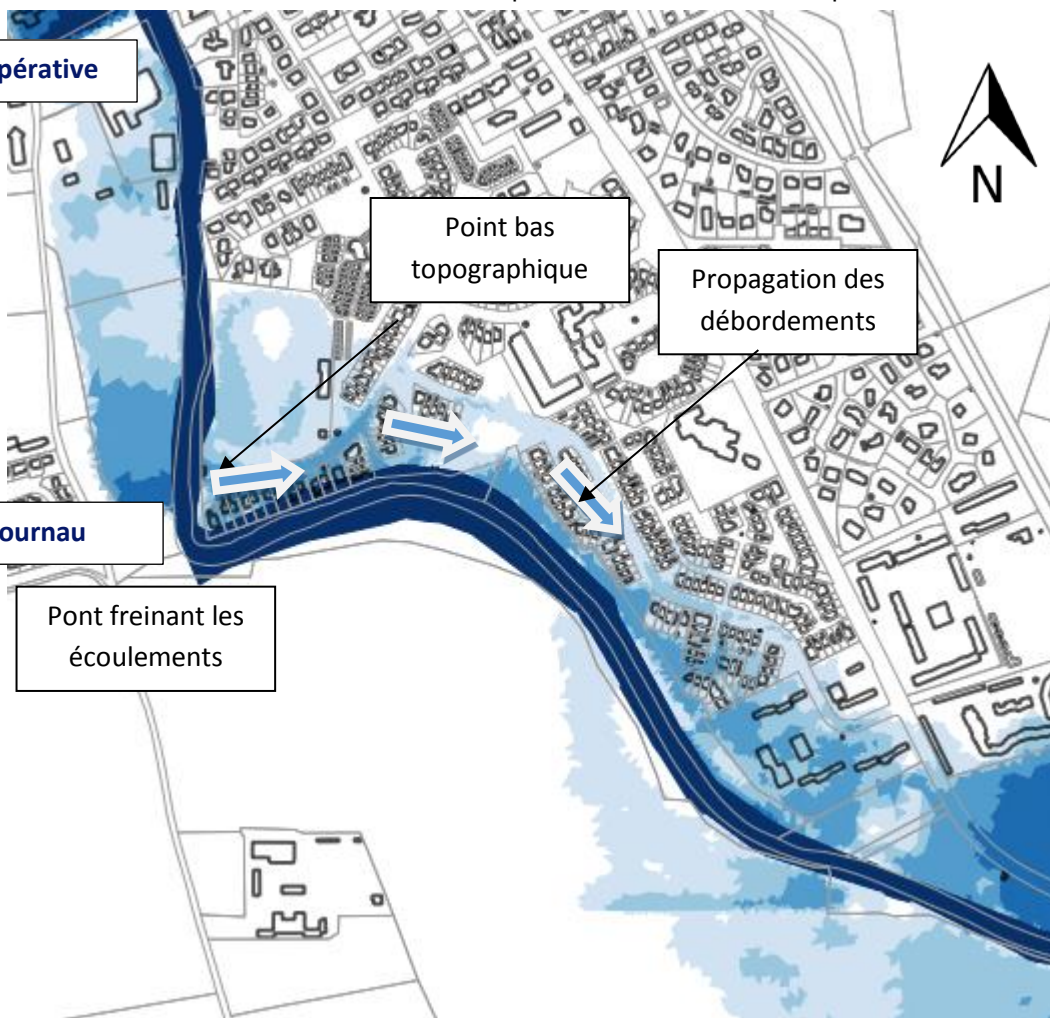 pérative
N
Point bas
topographique
Propagation des
débordements
ournau
Pont freinant les
écoulements